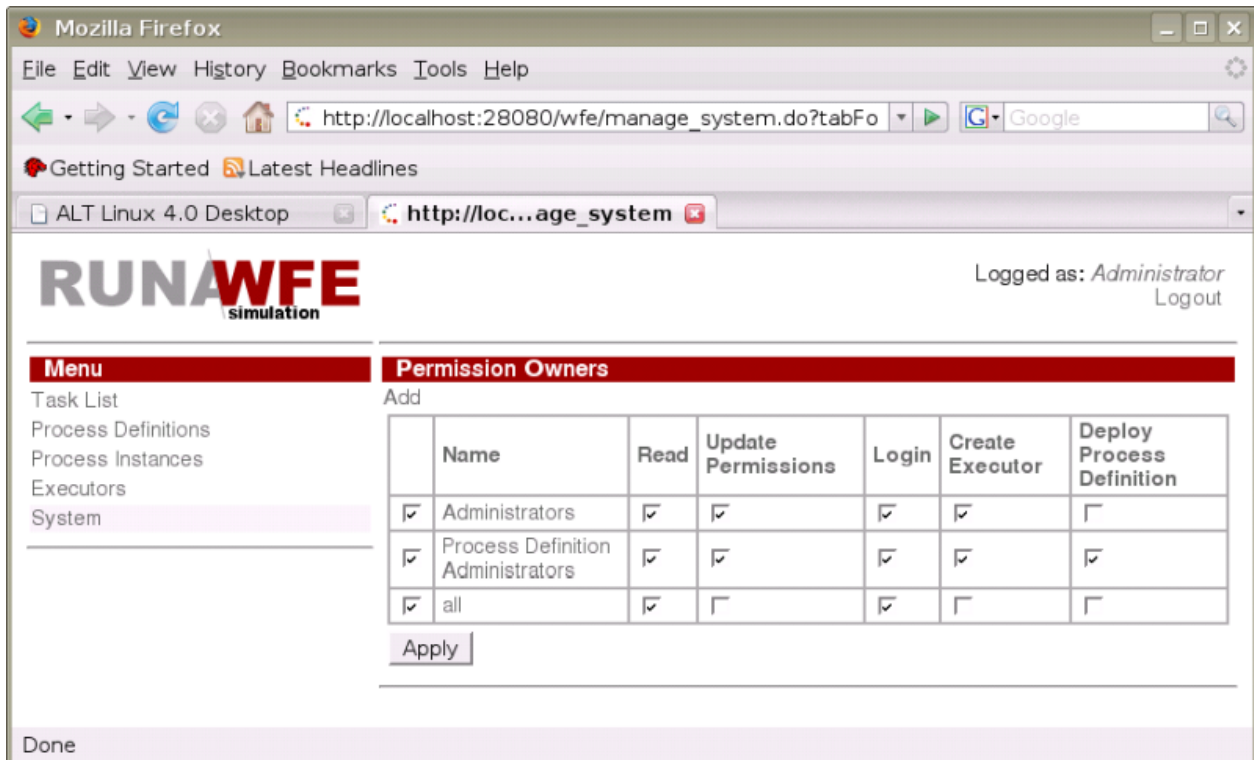 Mozilla Firefox
File Edit View History Bookmarks Tools Help
http://localhost:28080/wfe/manage_system.do?tabFo
G Google
Getting Started Latest Headlines
ALT Linux 4.0 Desktop
http://loc...age_system
RUNAWFE
simulation
Logged as: Administrator
Logout
Menu
Task List
Process Definitions
Process Instances
Executors
System
Permission Owners
Add
Name Read Update Permissions Login Create Executor Deploy Process Definition
Administrators
Process Definition
Administrators
all
Apply
Done